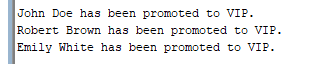 John Doe has been promoted to VIP.
Robert Brown has been promoted to VIP.
Emily White has been promoted to VIP.